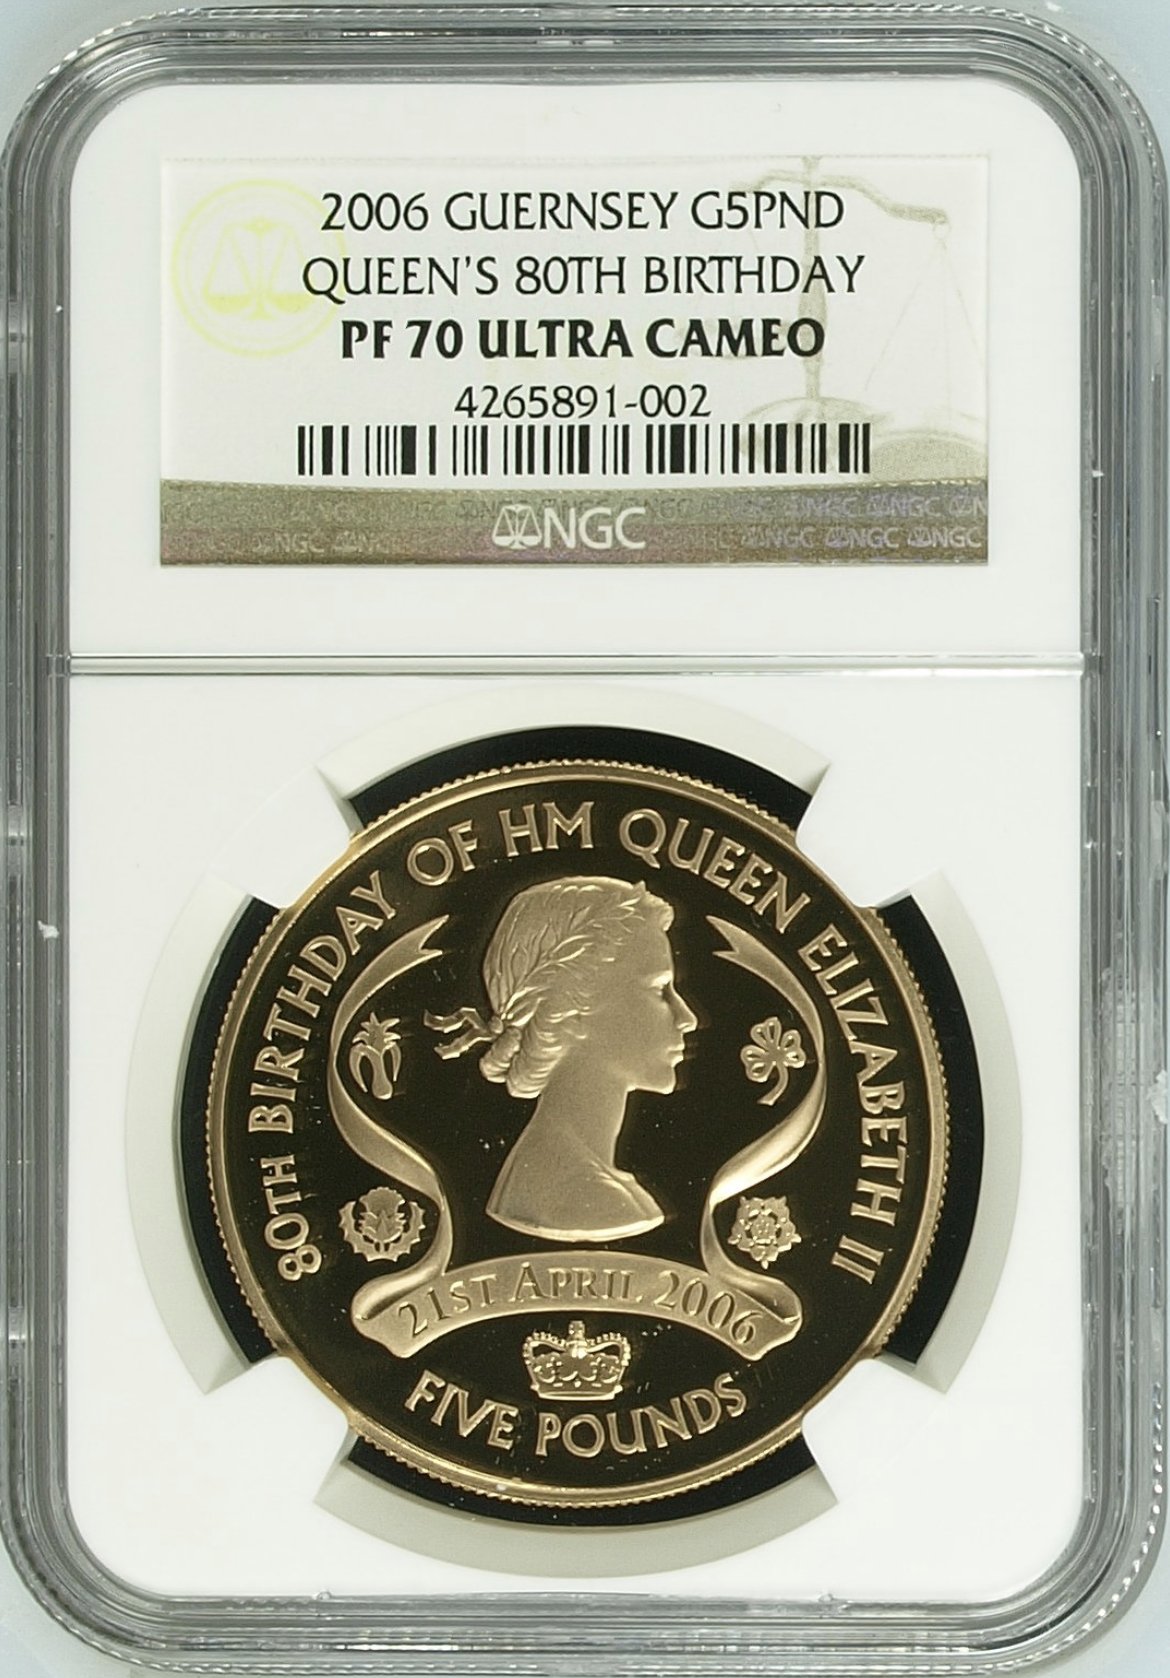 2006 GUERNSEY G5PND
QUEEN'S 80TH BIRTHDAY
PF 70 ULTRA CAMEO
4265891-002
NGC
80TH BIRTHDAY OF HM QUEEN ELIZABETH II
21ST APRIL 2006
FIVE POUNDS